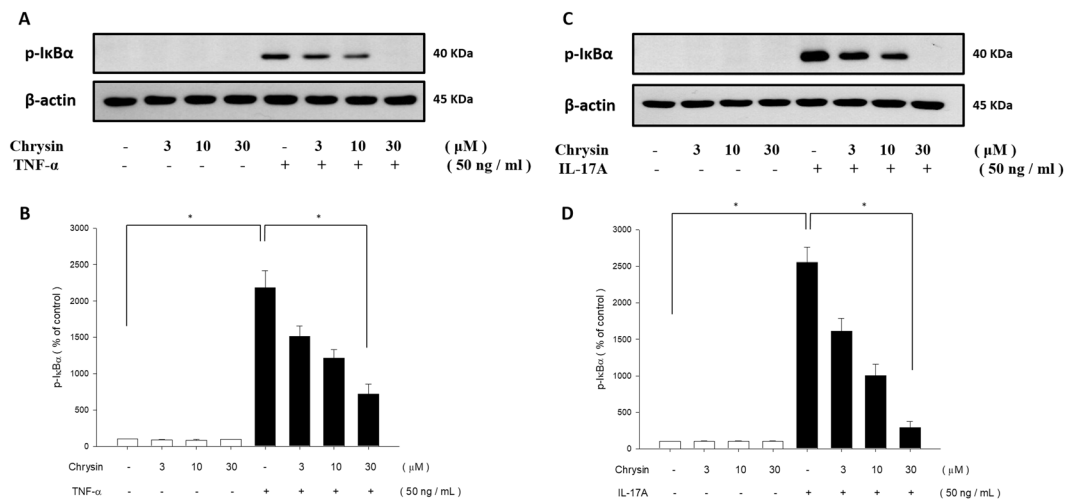 A
p-IκBα 40 KDa
β-actin 45 KDa
Chrysin - 3 10 30 - 3 10 30 ( μM )
TNF-α - - - - + + + + ( 50 ng / ml )
C
p-IκBα 40 KDa
β-actin 45 KDa
Chrysin - 3 10 30 - 3 10 30 ( μM )
IL-17A - - - - + + + + ( 50 ng / ml )
B
* *
p-IκBα ( % of control )
3000
2500
2000
1500
1000
500
0
Chrysin - 3 10 30 - 3 10 30 ( μM )
TNF-α - - - - + + + + ( 50 ng / mL )
D
* *
p-IκBα ( % of control )
3000
2500
2000
1500
1000
500
0
Chrysin - 3 10 30 - 3 10 30 ( μM )
IL-17A - - - - + + + + ( 50 ng / mL )